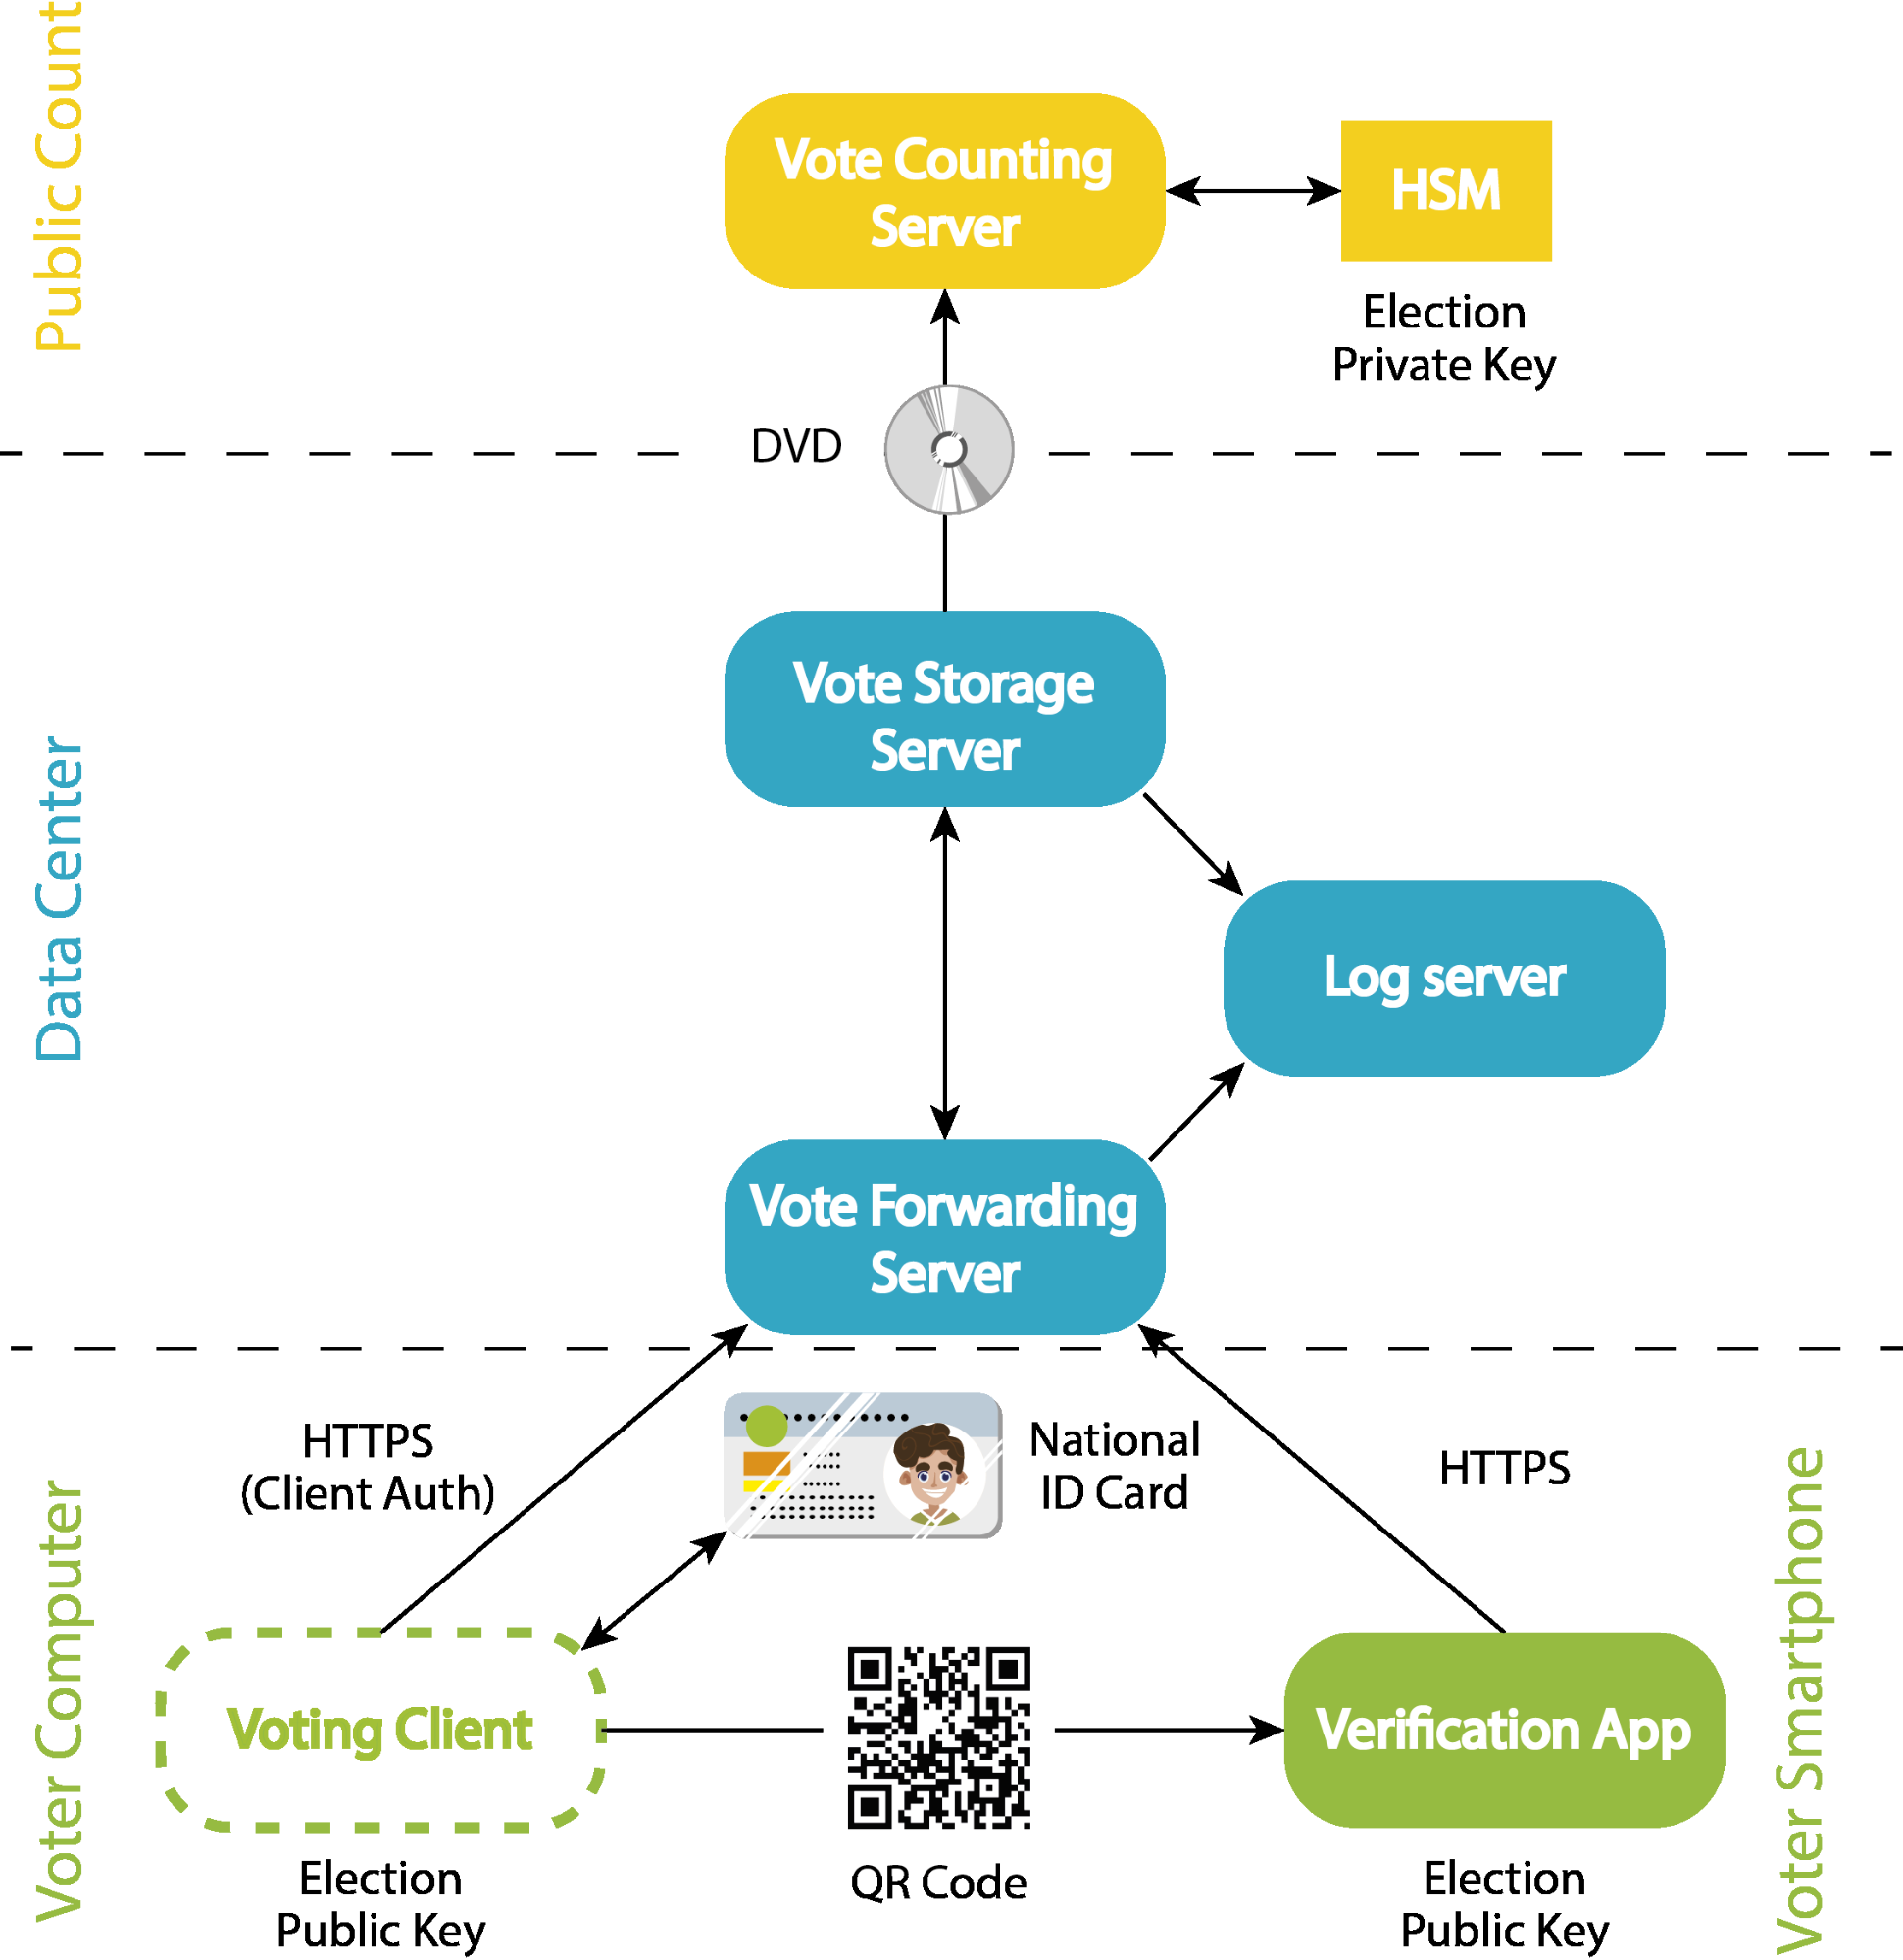 Public Count
Vote Counting
Server
HSM
Election
Private Key
DVD
Data Center
Vote Storage
Server
Log server
Vote Forwarding
Server
HTTPS
(Client Auth)
National
ID Card
HTTPS
Voter Computer
Voter Smartphone
Voting Client
Verification App
Election
Public Key
QR Code
Election
Public Key